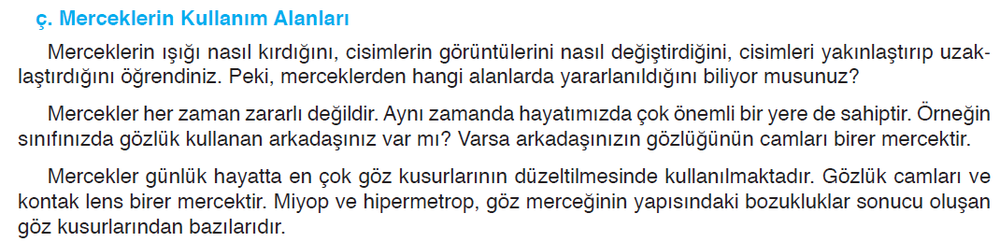 ç. Merceklerin Kullanım Alanları
Merceklerin ışığı nasıl kırdığını, cisimlerin görüntülerini nasıl değiştirdiğini, cisimleri yakınlaştırıp uzak-
laştırdığını öğrendiniz. Peki, merceklerden hangi alanlarda yararlanıldığını biliyor musunuz?
Mercekler her zaman zararlı değildir. Aynı zamanda hayatımızda çok önemli bir yere de sahiptir. Örneğin
sınıfınızda gözlük kullanan arkadaşınız var mı? Varsa arkadaşınızın gözlüğünün camları birer mercektir.
Mercekler günlük hayatta en çok göz kusurlarının düzeltilmesinde kullanılmaktadır. Gözlük camları ve
kontak lens birer mercektir. Miyop ve hipermetrop, göz merceğinin yapısındaki bozukluklar sonucu oluşan
göz kusurlarından bazılarıdır.